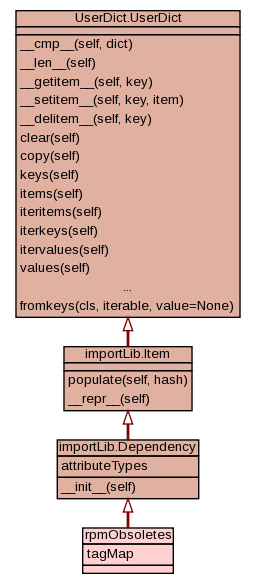 UserDict.UserDict
__cmp__(self, dict)
__len__(self)
__getitem__(self, key)
__setitem__(self, key, item)
__delitem__(self, key)
clear(self)
copy(self)
keys(self)
items(self)
iteritems(self)
iterkeys(self)
itervalues(self)
values(self)
...
fromkeys(cls, iterable, value=None)
importLib.Item
populate(self, hash)
__repr__(self)
importLib.Dependency
attributeTypes
__init__(self)
rpmObsoletes
tagMap